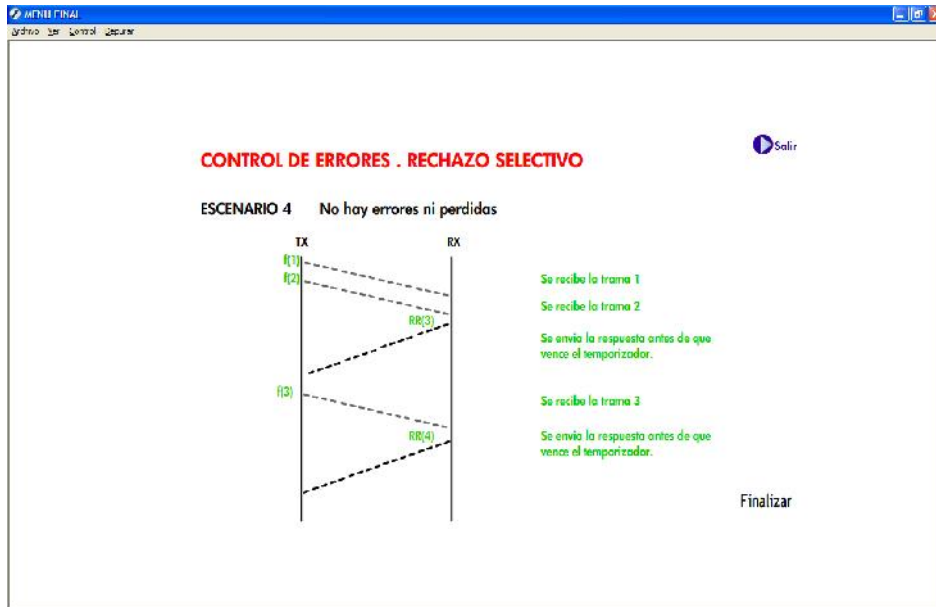 MENU FINAL
Archivo Ver Control Depurar
Salir
CONTROL DE ERRORES . RECHAZO SELECTIVO
ESCENARIO 4 No hay errores ni perdidas
TX RX
f(1)
f(2)
Se recibe la trama 1
Se recibe la trama 2
RR(3)
Se envia la respuesta antes de que
vence el temporizador.
f(3)
Se recibe la trama 3
RR(4)
Se envia la respuesta antes de que
vence el temporizador.
Finalizar